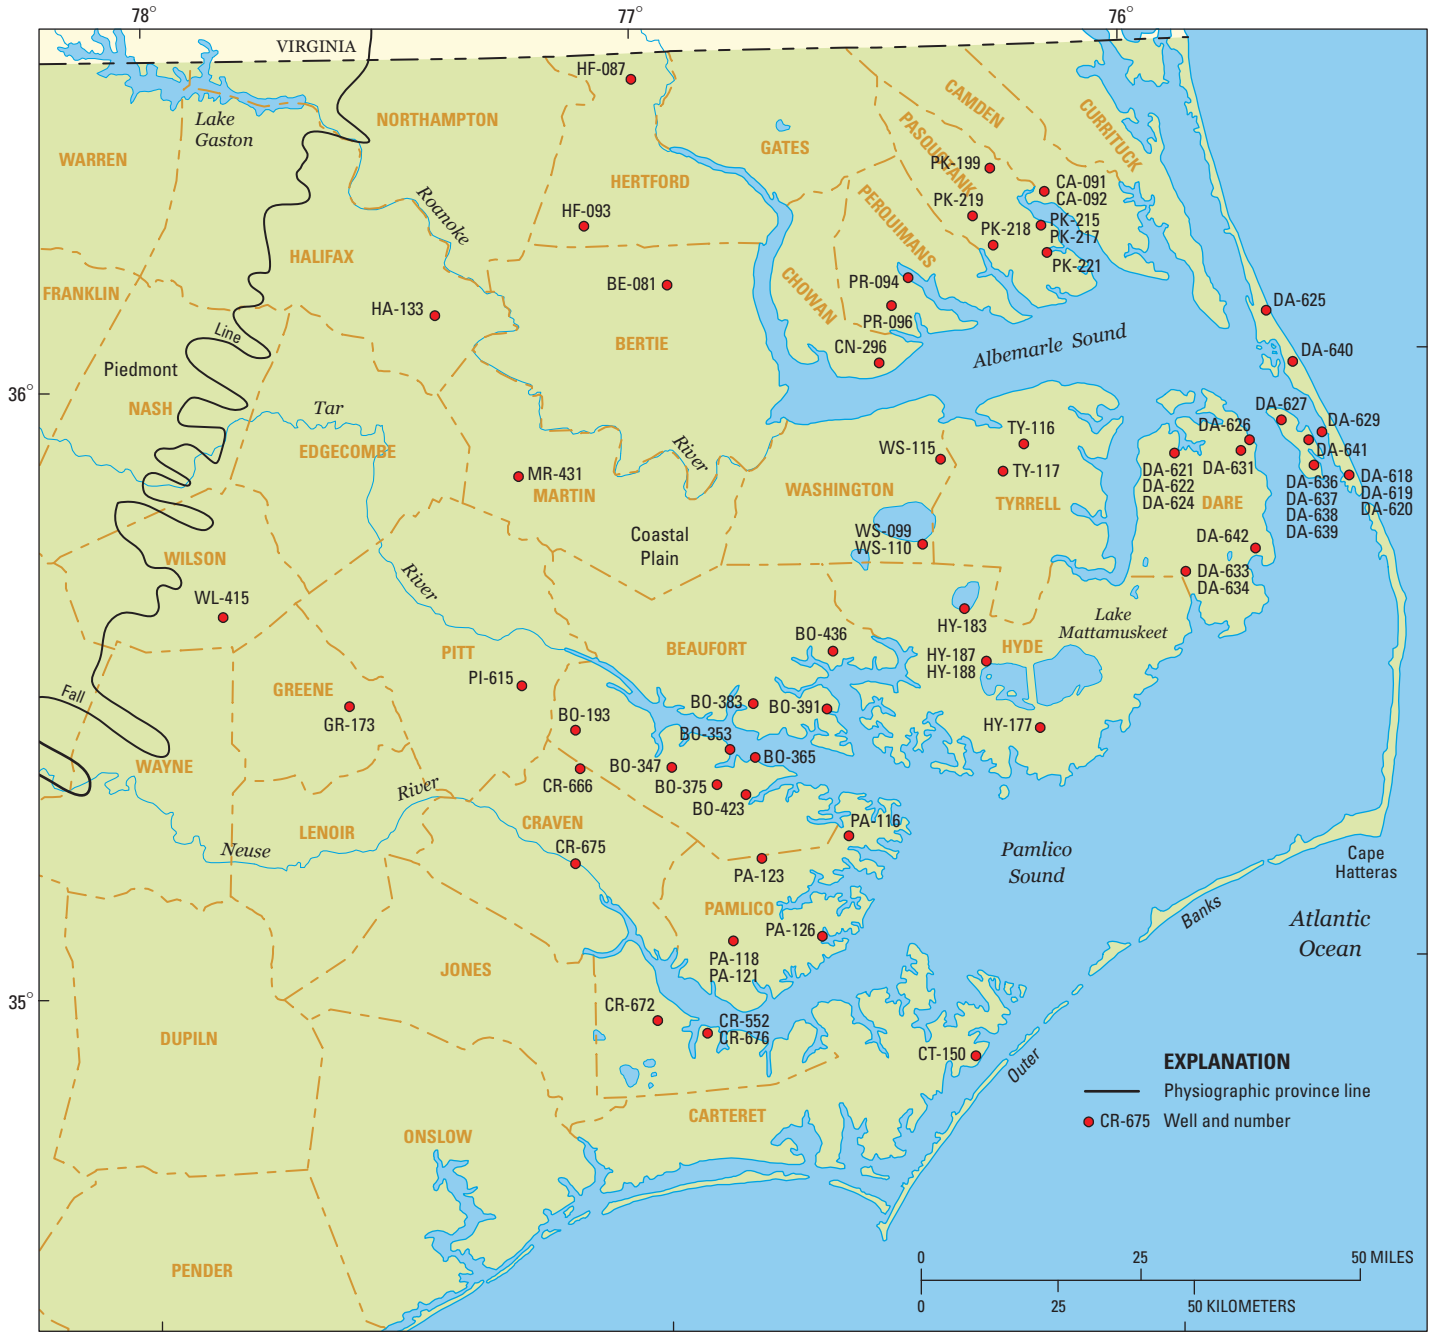 78°
77°
76°
VIRGINIA
HF-087
Lake
Gaston
NORTHAMPTON
CAMDEN
CURRITUCK
PASQUOTANK
WARREN
GATES
PK-199
HERTFORD
CA-091
CA-092
Roanoke
PERQUIMANS
PK-219
HF-093
PK-215
PK-218
PK-217
HALIFAX
PK-221
FRANKLIN
BE-081
PR-094
CHOWAN
DA-625
HA-133
PR-096
Line
BERTIE
CN-296
Albemarle Sound
DA-640
Piedmont
36°
NASH
Tar
DA-627
DA-629
EDGECOMBE
TY-116
DA-626
WS-115
DA-641
River
TY-117
DA-621
DA-622
DA-624
DA-631
MR-431
MARTIN
WASHINGTON
TYRRELL
DARE
DA-636
DA-637
DA-638
DA-639
DA-618
DA-619
DA-620
Coastal
Plain
WS-099
WS-110
DA-642
WILSON
River
DA-633
DA-634
WL-415
HY-183
Lake
Mattamuskeet
BO-436
BEAUFORT
PITT
HYDE
HY-187
HY-188
PI-615
GREENE
Fall
BO-383
BO-391
GR-173
BO-193
HY-177
BO-353
BO-365
WAYNE
BO-347
CR-666
BO-375
River
BO-423
LENOIR
CRAVEN
PA-116
Neuse
CR-675
Pamlico
Sound
Cape
Hatteras
PA-123
PAMLICO
Banks
Atlantic
Ocean
PA-126
PA-118
PA-121
JONES
35°
CR-672
CR-552
CR-676
DUPILN
CT-150
Outer
EXPLANATION
Physiographic province line
CR-675 Well and number
CARTERET
ONSLOW
PENDER
0 25 50 MILES
0 25 50 KILOMETERS